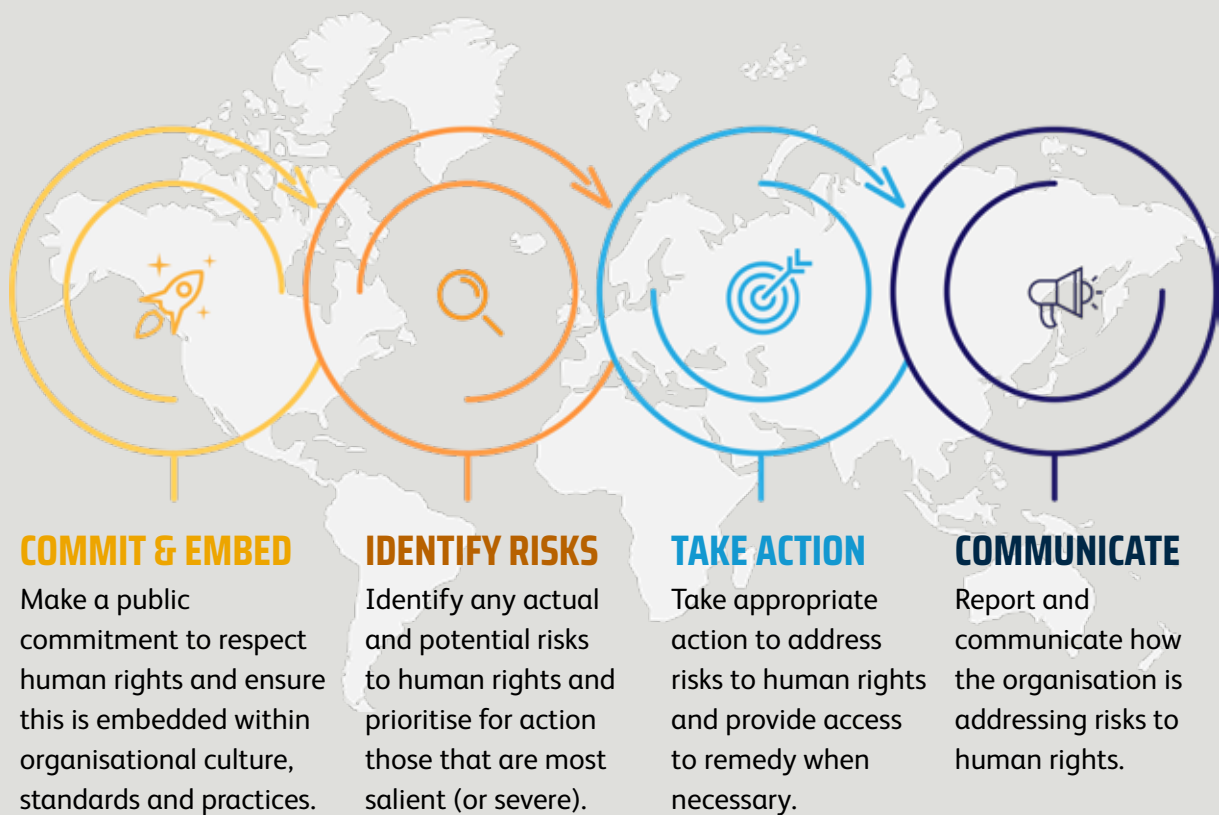 COMMIT & EMBED
Make a public
commitment to respect
human rights and ensure
this is embedded within
organisational culture,
standards and practices.
IDENTIFY RISKS
Identify any actual
and potential risks
to human rights and
prioritise for action
those that are most
salient (or severe).
TAKE ACTION
Take appropriate
action to address
risks to human rights
and provide access
to remedy when
necessary.
COMMUNICATE
Report and
communicate how
the organisation is
addressing risks to
human rights.